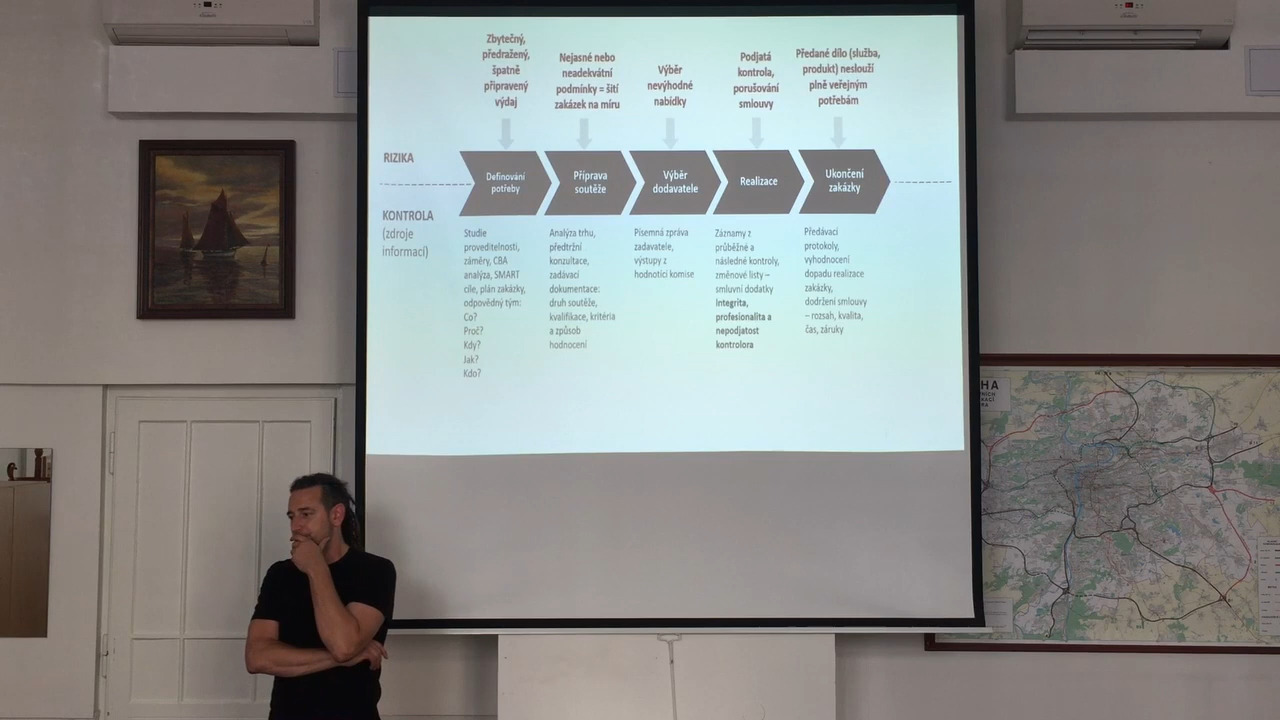 Zbytečný,
předražený,
špatně
připravený
výdaj
Nejasné nebo
neadekvátní
podmínky = šití
zakázek na míru
Výběr
nevýhodné
nabídky
Podjatá
kontrola,
porušování
smlouvy
Předané dílo (služba,
produkt) neslouží
plně veřejným
potřebám
RIZIKA
Definování
potřeby
Příprava
soutěže
Výběr
dodavatele
Realizace
Ukončení
zakázky
KONTROLA
(zdroje
informací)
Studie
proveditelnosti,
záměry, CBA
analýza, SMART
cíle, plán zakázky,
odpovědný tým:
Co?
Proč?
Kdy?
Jak?
Kdo?
Analýza trhu,
předtržní
konzultace,
zadávací
dokumentace:
druh soutěže,
kvalifikace, kritéria
a způsob
hodnocení
Písemná zpráva
zadavatele,
výstupy z
hodnotící komise
Záznamy z
průběžné a
následné kontroly,
změnové listy –
smluvní dodatky
Integrita,
profesionalita a
nepodjatost
kontrolora
Předávací
protokoly,
vyhodnocení
dopadu realizace
zakázky,
dodržení smlouvy
– rozsah, kvalita,
čas, záruky
HA